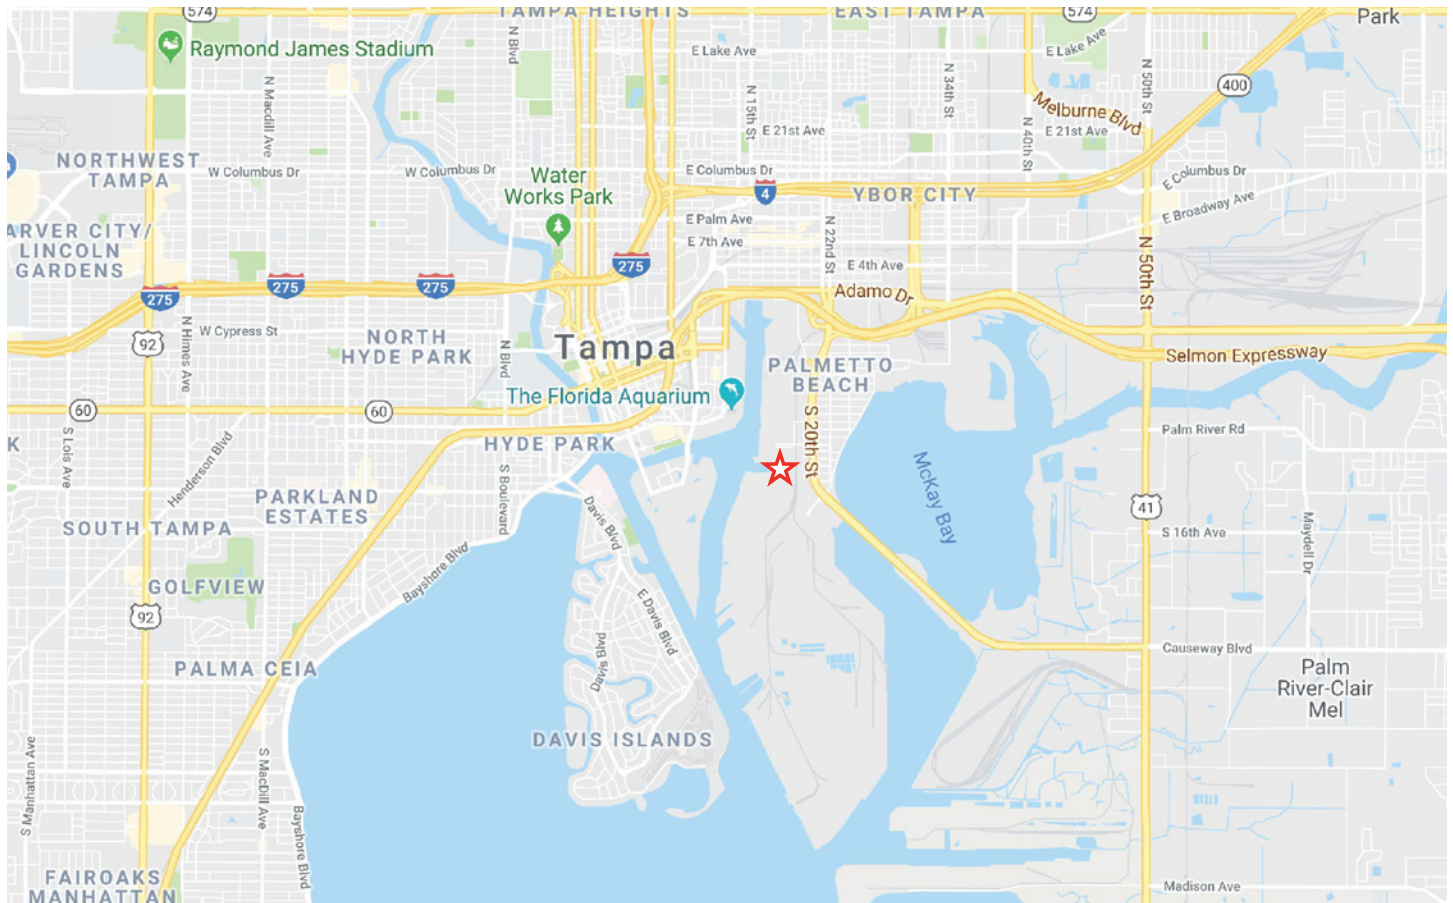 574
TAMPA HEIGHTS
EAST TAMPA
574
Park
Raymond James Stadium
N Blvd
E Lake Ave
E Lake Ave
N Macdill Ave
N 15th St
N 34th St
N 50th St
400
Melburne Blvd
E 21st Ave
N 40th St
E 21st Ave
NORTHWEST
TAMPA
W Columbus Dr
W Columbus Dr
Water
Works Park
E Columbus Dr
4
YBOR CITY
E Columbus Dr
E Broadway Ave
E Palm Ave
E 7th Ave
N 22nd St
E 4th Ave
N 50th St
ARVER CITY/
LINCOLN
GARDENS
275
275
275
275
Adamo Dr
N Himes Ave
W Cypress St
92
NORTH
HYDE PARK
N Blvd
Tampa
PALMETTO
BEACH
Selmon Expressway
The Florida Aquarium
60
60
S 20th St
Palm River Rd
K
S Lois Ave
Henderson Blvd
HYDE PARK
S Boulevard
McKay Bay
PARKLAND
ESTATES
SOUTH TAMPA
41
Davis Blvd
S 16th Ave
Maydell Dr
Bayshore Blvd
GOLFVIEW
92
E Davis Blvd
Davis Blvd
PALMA CEIA
Causeway Blvd
Palm
River-Clair
Mel
DAVIS ISLANDS
S Manhattan Ave
S MacDill Ave
Bayshore Blvd
FAIROAKS
MANHATTAN
Madison Ave